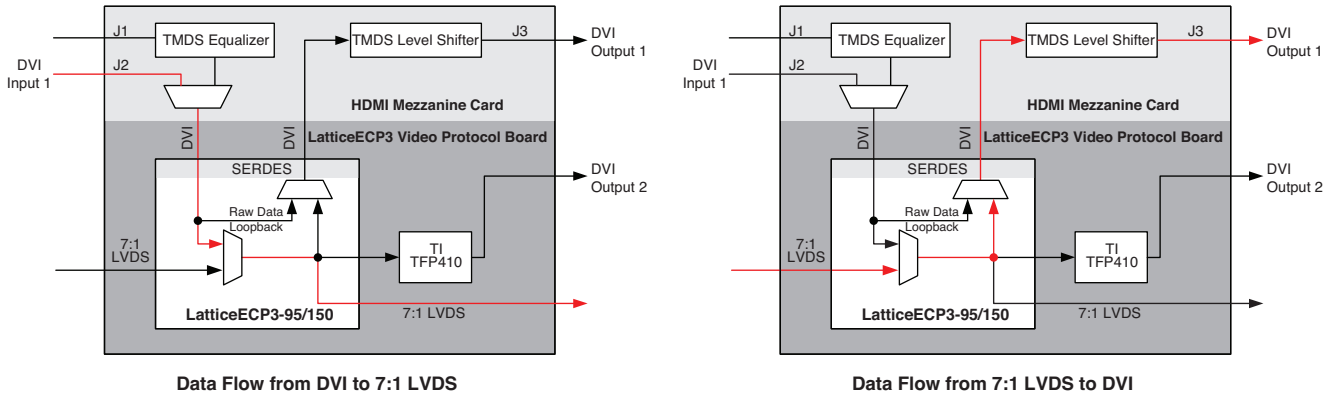 J1
TMDS Equalizer
TMDS Level Shifter
J3
DVI
Output 1
DVI
Input 1
J2
HDMI Mezzanine Card
DVI
DVI
LatticeECP3 Video Protocol Board
SERDES
DVI
Output 2
Raw Data
Loopback
7:1
LVDS
TI
TFP410
LatticeECP3-95/150
7:1 LVDS
Data Flow from DVI to 7:1 LVDS
J1
TMDS Equalizer
TMDS Level Shifter
J3
DVI
Output 1
DVI
Input 1
J2
HDMI Mezzanine Card
DVI
DVI
LatticeECP3 Video Protocol Board
SERDES
DVI
Output 2
Raw Data
Loopback
7:1
LVDS
TI
TFP410
LatticeECP3-95/150
7:1 LVDS
Data Flow from 7:1 LVDS to DVI